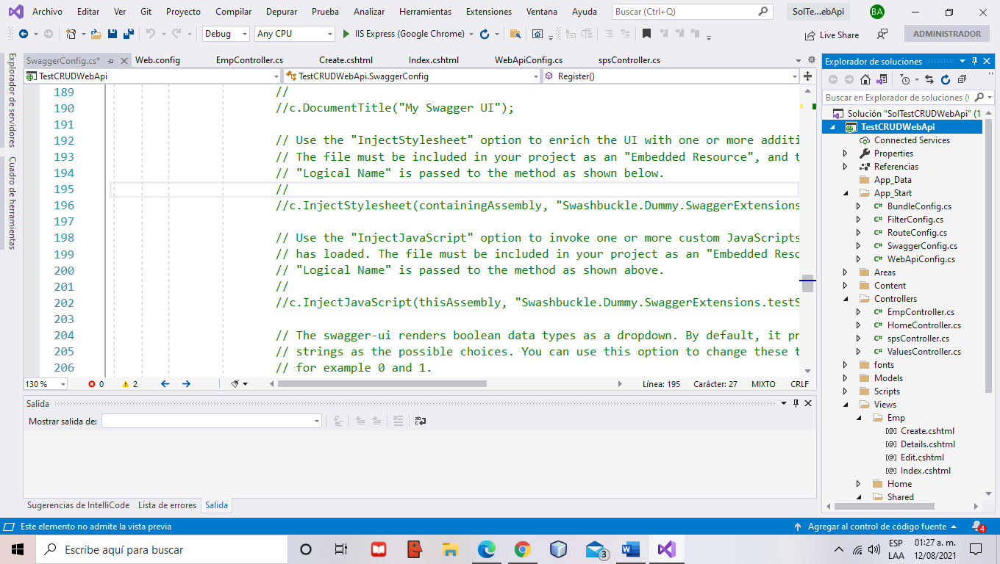 Archivo Editar Ver Git Proyecto Compilar Depurar Prueba Analizar Herramientas Extensiones Ventana Ayuda Buscar (Ctrl+Q) SolTe...ebApi BA
Debug Any CPU IIS Express (Google Chrome) Live Share ADMINISTRADOR
Explorador de servidores
Cuadro de herramientas
SwaggerConfig.cs* Web.config EmpController.cs Create.cshtml Index.cshtml WebApiConfig.cs spsController.cs
TestCRUDWebApi TestCRUDWebApi.SwaggerConfig Register()
189 //
190 //c.DocumentTitle("My Swagger UI");
191
192 // Use the "InjectStylesheet" option to enrich the UI with one or more additi
193 // The file must be included in your project as an "Embedded Resource", and t
194 // "Logical Name" is passed to the method as shown below.
195 //
196 //c.InjectStylesheet(containingAssembly, "Swashbuckle.Dummy.SwaggerExtensions
197
198 // Use the "InjectJavaScript" option to invoke one or more custom JavaScripts
199 // has loaded. The file must be included in your project as an "Embedded Reso
200 // "Logical Name" is passed to the method as shown above.
201 //
202 //c.InjectJavaScript(thisAssembly, "Swashbuckle.Dummy.SwaggerExtensions.testS
203
204 // The swagger-ui renders boolean data types as a dropdown. By default, it pr
205 // strings as the possible choices. You can use this option to change these t
206 // for example 0 and 1.
130 % 0 2 Línea: 195 Carácter: 27 MIXTO CRLF
Salida
Mostrar salida de:
Sugerencias de IntelliCode Lista de errores Salida
Explorador de soluciones
Buscar en Explorador de soluciones (
Solución "SolTestCRUDWebApi" (1
TestCRUDWebApi
Connected Services
Properties
Referencias
App_Data
App_Start
C# BundleConfig.cs
C# FilterConfig.cs
C# RouteConfig.cs
C# SwaggerConfig.cs
C# WebApiConfig.cs
Areas
Content
Controllers
C# EmpController.cs
C# HomeController.cs
C# spsController.cs
C# ValuesController.cs
fonts
Models
Scripts
Views
Emp
[@] Create.cshtml
[@] Details.cshtml
[@] Edit.cshtml
[@] Index.cshtml
Home
Shared
Este elemento no admite la vista previa Agregar al control de código fuente 4
Escribe aquí para buscar 3 ESP LAA 01:27 a. m. 12/08/2021